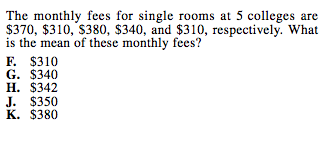 The monthly fees for single rooms at 5 colleges are
$370, $310, $380, $340, and $310, respectively. What
is the mean of these monthly fees?
F. $310
G. $340
H. $342
J. $350
K. $380